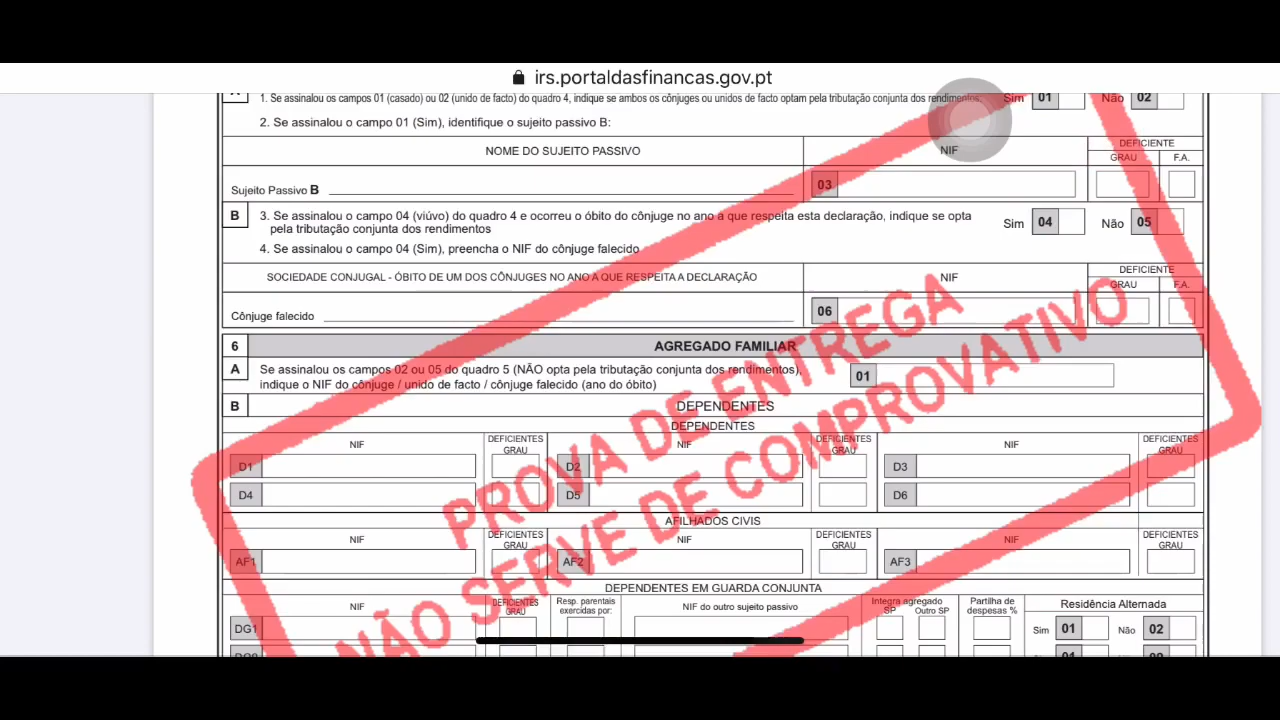 irs.portaldasfinancas.gov.pt
1. Se assinalou os campos 01 (casado) ou 02 (unido de facto) do quadro 4, indique se ambos os cônjuges ou unidos de facto optam pela tributação conjunta dos rendimentos. Sim 01 Não 02
2. Se assinalou o campo 01 (Sim), identifique o sujeito passivo B:
NOME DO SUJEITO PASSIVO NIF DEFICIENTE
GRAU F.A.
Sujeito Passivo B 03
B 3. Se assinalou o campo 04 (viúvo) do quadro 4 e ocorreu o óbito do cônjuge no ano a que respeita esta declaração, indique se opta
pela tributação conjunta dos rendimentos Sim 04 Não 05
4. Se assinalou o campo 04 (Sim), preencha o NIF do cônjuge falecido
SOCIEDADE CONJUGAL - ÓBITO DE UM DOS CÔNJUGES NO ANO A QUE RESPEITA A DECLARAÇÃO NIF DEFICIENTE
GRAU F.A.
Cônjuge falecido 06
6 AGREGADO FAMILIAR
A Se assinalou os campos 02 ou 05 do quadro 5 (NÃO opta pela tributação conjunta dos rendimentos),
indique o NIF do cônjuge / unido de facto / cônjuge falecido (ano do óbito) 01
B DEPENDENTES
DEPENDENTES
NIF DEFICIENTES GRAU NIF DEFICIENTES GRAU NIF DEFICIENTES GRAU
D1 D2 D3
D4 D5 D6
AFILHADOS CIVIS
NIF DEFICIENTES GRAU NIF DEFICIENTES GRAU NIF DEFICIENTES GRAU
AF1 AF2 AF3
DEPENDENTES EM GUARDA CONJUNTA
NIF DEFICIENTES GRAU Resp. parentais exercidas por: NIF do outro sujeito passivo Integra agregado SP Outro SP Partilha de despesas % Residência Alternada
DG1 Sim 01 Não 02
PROVA DE ENTREGA
NÃO SERVE DE COMPROVATIVO